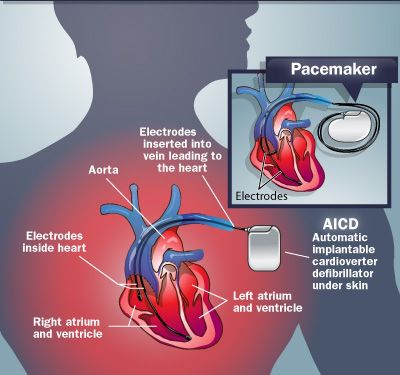 Pacemaker
Electrodes
Electrodes
inserted into
vein leading to
the heart
Aorta
AICD
Automatic
implantable
cardioverter
defibrillator
under skin
Electrodes
inside heart
Left atrium
and ventricle
Right atrium
and ventricle